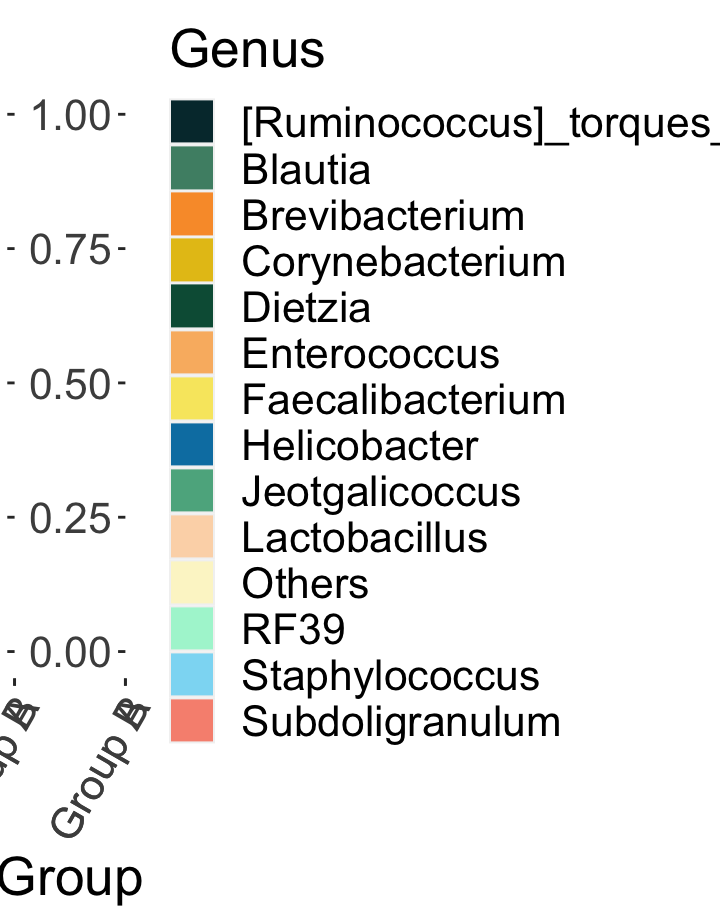 Genus
1.00
[Ruminococcus]_torques_
Blautia
0.75
Brevibacterium
Corynebacterium
Dietzia
0.50
Enterococcus
Faecalibacterium
Helicobacter
0.25
Jeotgalicoccus
Lactobacillus
Others
0.00
RF39
Staphylococcus
Subdoligranulum
Group
Group